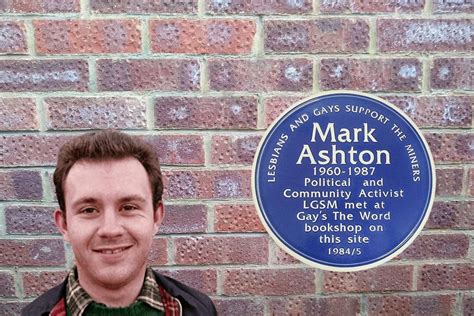 LESBIANS AND GAYS SUPPORT THE MINERS
Mark
Ashton
1960-1987
Political and
Community Activist
LGSM met at
Gay's The Word
bookshop on
this site
1984/5